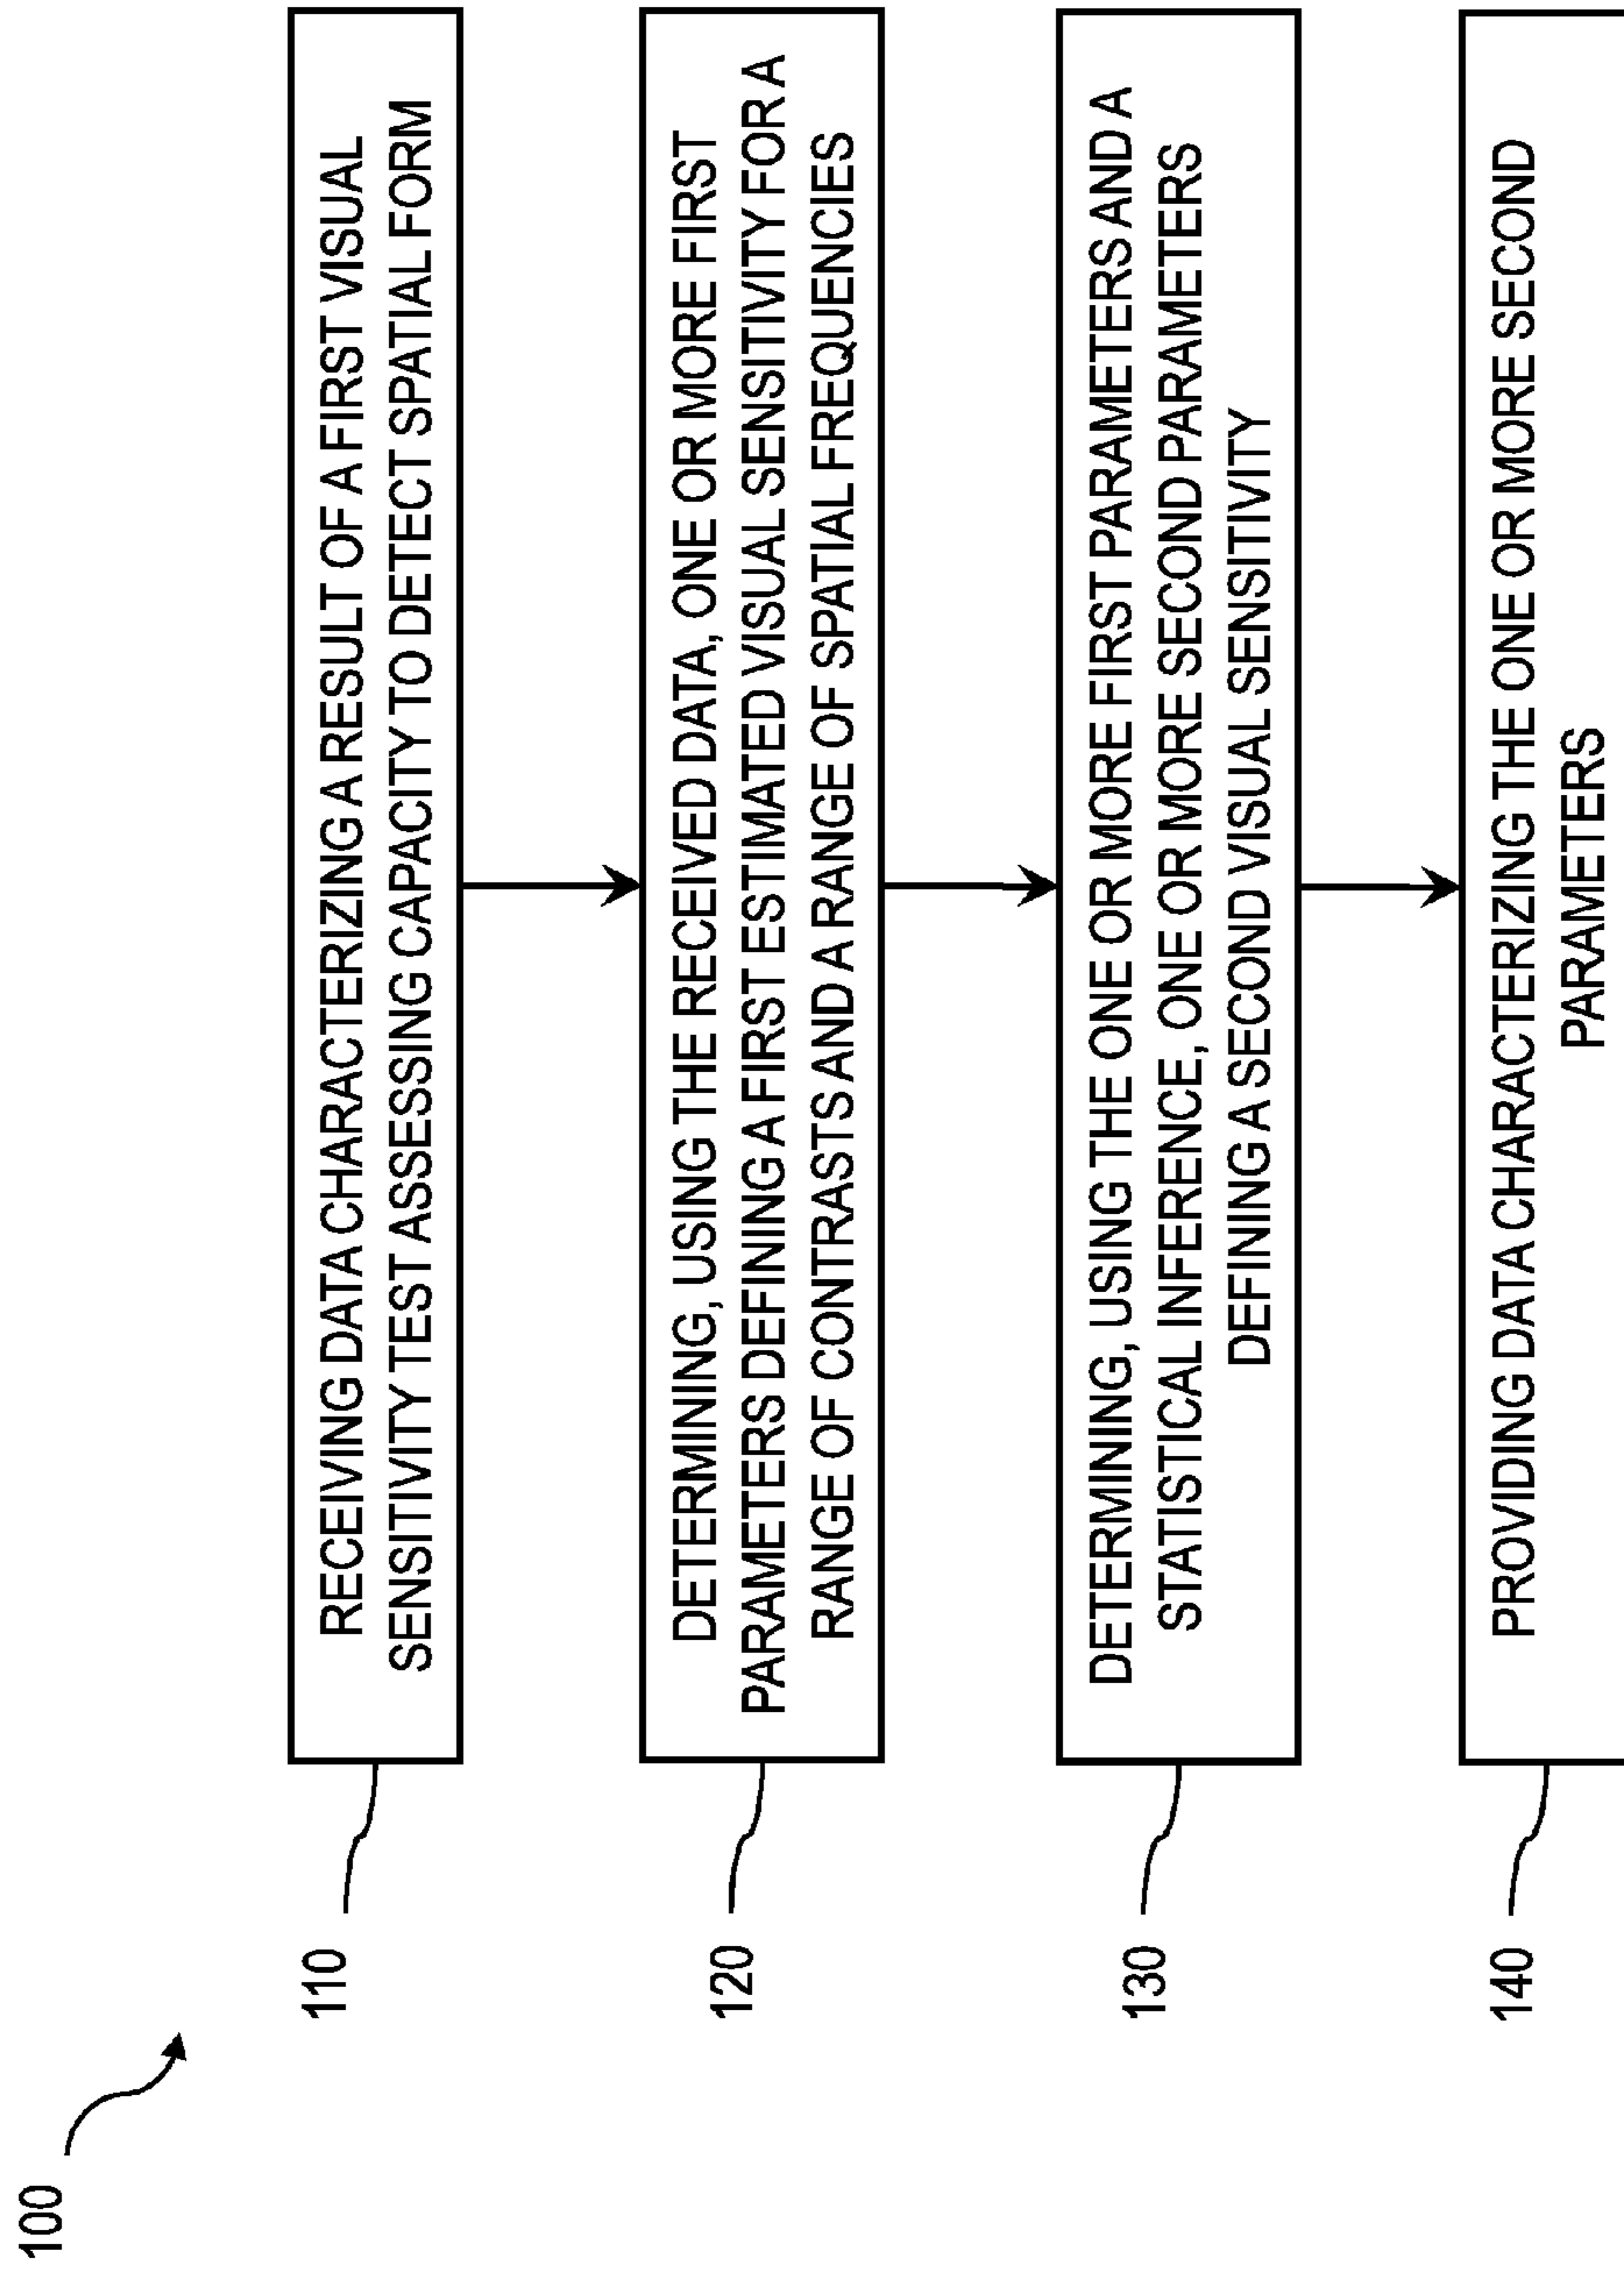 100
110
RECEIVING DATA CHARACTERIZING A RESULT OF A FIRST VISUAL
SENSITIVITY TEST ASSESSING CAPACITY TO DETECT SPATIAL FORM
120
DETERMINING, USING THE RECEIVED DATA, ONE OR MORE FIRST
PARAMETERS DEFINING A FIRST ESTIMATED VISUAL SENSITIVITY FOR A
RANGE OF CONTRASTS AND A RANGE OF SPATIAL FREQUENCIES
130
DETERMINING, USING THE ONE OR MORE FIRST PARAMETERS AND A
STATISTICAL INFERENCE, ONE OR MORE SECOND PARAMETERS
DEFINING A SECOND VISUAL SENSITIVITY
140
PROVIDING DATA CHARACTERIZING THE ONE OR MORE SECOND
PARAMETERS